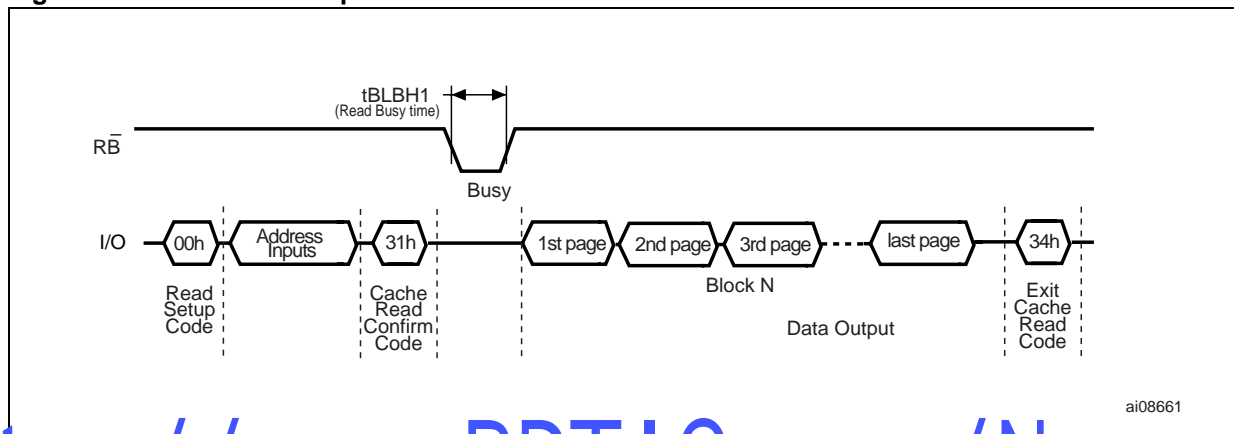 tBLBH1
(Read Busy time)
RB̅
Busy
I/O
00h
Address
Inputs
31h
1st page
2nd page
3rd page
last page
34h
Block N
Read
Setup
Code
Cache
Read
Confirm
Code
Data Output
Exit
Cache
Read
Code
ai08661